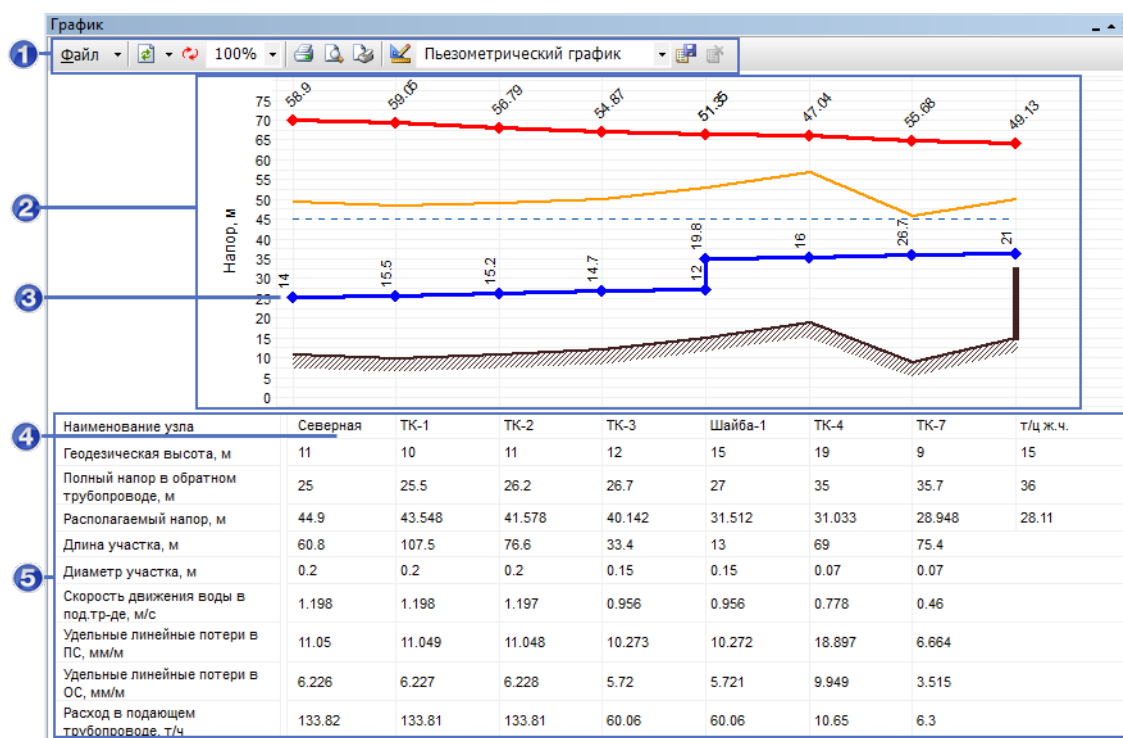 График
1 Файл 100% Пьезометрический график
2
3
4
5
Напор, м
75
70
65
60
55
50
45
40
35
30
25
20
15
10
5
0
58.9 59.05 56.79 54.87 51.35 47.04 55.68 49.13
14 15.5 15.2 14.7 12 19.8 16 26.7 21
Наименование узла Северная ТК-1 ТК-2 ТК-3 Шайба-1 ТК-4 ТК-7 т/ц ж.ч.
Геодезическая высота, м 11 10 11 12 15 19 9 15
Полный напор в обратном
трубопроводе, м 25 25.5 26.2 26.7 27 35 35.7 36
Располагаемый напор, м 44.9 43.548 41.578 40.142 31.512 31.033 28.948 28.11
Длина участка, м 60.8 107.5 76.6 33.4 13 69 75.4
Диаметр участка, м 0.2 0.2 0.2 0.15 0.15 0.07 0.07
Скорость движения воды в
под.тр-де, м/с 1.198 1.198 1.197 0.956 0.956 0.778 0.46
Удельные линейные потери в
ПС, мм/м 11.05 11.049 11.048 10.273 10.272 18.897 6.664
Удельные линейные потери в
ОС, мм/м 6.226 6.227 6.228 5.72 5.721 9.949 3.515
Расход в подающем
трубопроводе, т/ч 133.82 133.81 133.81 60.06 60.06 10.65 6.3